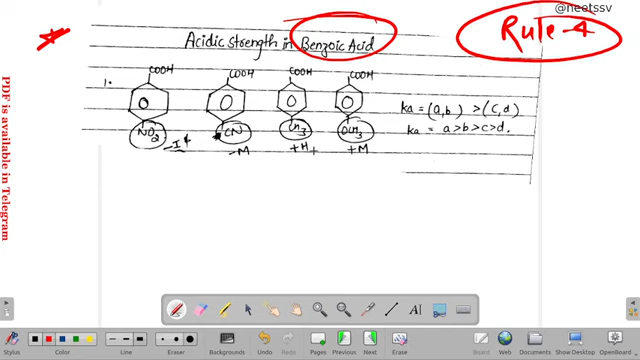 @neetssv
Rule-4
Acidic Strength in Benzoic Acid
1.
COOH COOH COOH COOH
NO2 CN CH3 OCH3
-I & -M +H + +M
ka = (a,b) > (c,d)
ka = a>b>c>d.
PDF is available in Telegram
Stylus Color Line Eraser Backgrounds Undo Redo Pages Previous Next Erase Board Web Show Desktop OpenBoard